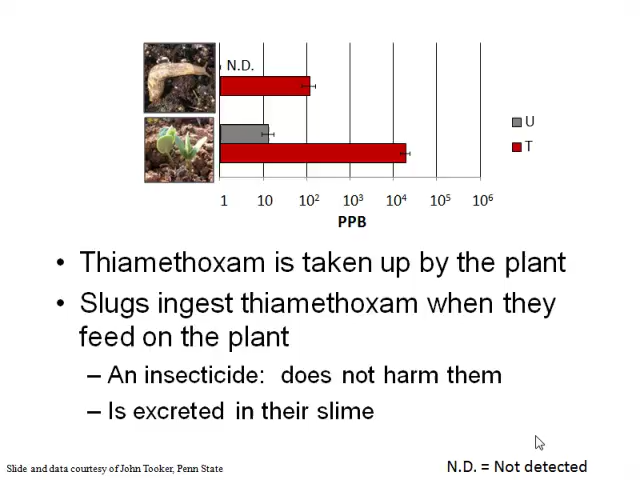 N.D.
U
T
1 10 10² 10³ 10⁴ 10⁵ 10⁶
PPB
• Thiamethoxam is taken up by the plant
• Slugs ingest thiamethoxam when they
feed on the plant
– An insecticide: does not harm them
– Is excreted in their slime
Slide and data courtesy of John Tooker, Penn State
N.D. = Not detected